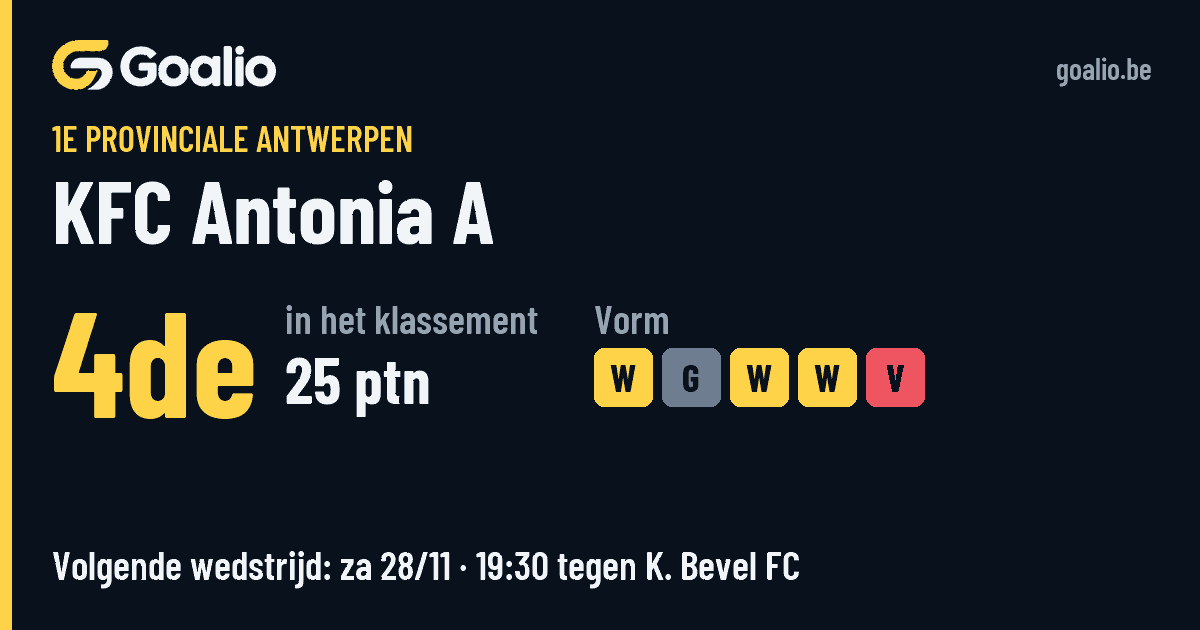 Goalio
goalio.be
1E PROVINCIALE ANTWERPEN
KFC Antonia A
4de
in het klassement
25 ptn
Vorm
W G W W V
Volgende wedstrijd: za 28/11 · 19:30 tegen K. Bevel FC